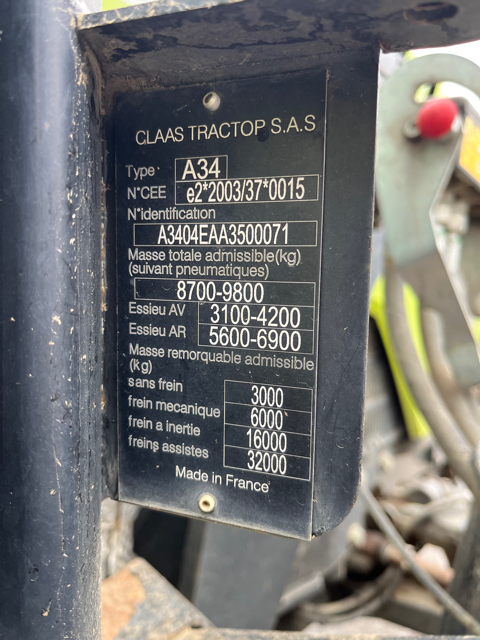 CLAAS TRACTOP S.A.S
Type A34
N°CEE e2*2003/37*0015
N°identification
A3404EAA3500071
Masse totale admissible(kg)
(suivant pneumatiques)
8700-9800
Essieu AV 3100-4200
Essieu AR 5600-6900
Masse remorquable admissible
(kg)
sans frein 3000
frein mecanique 6000
frein a inertie 16000
freins assistes 32000
Made in France